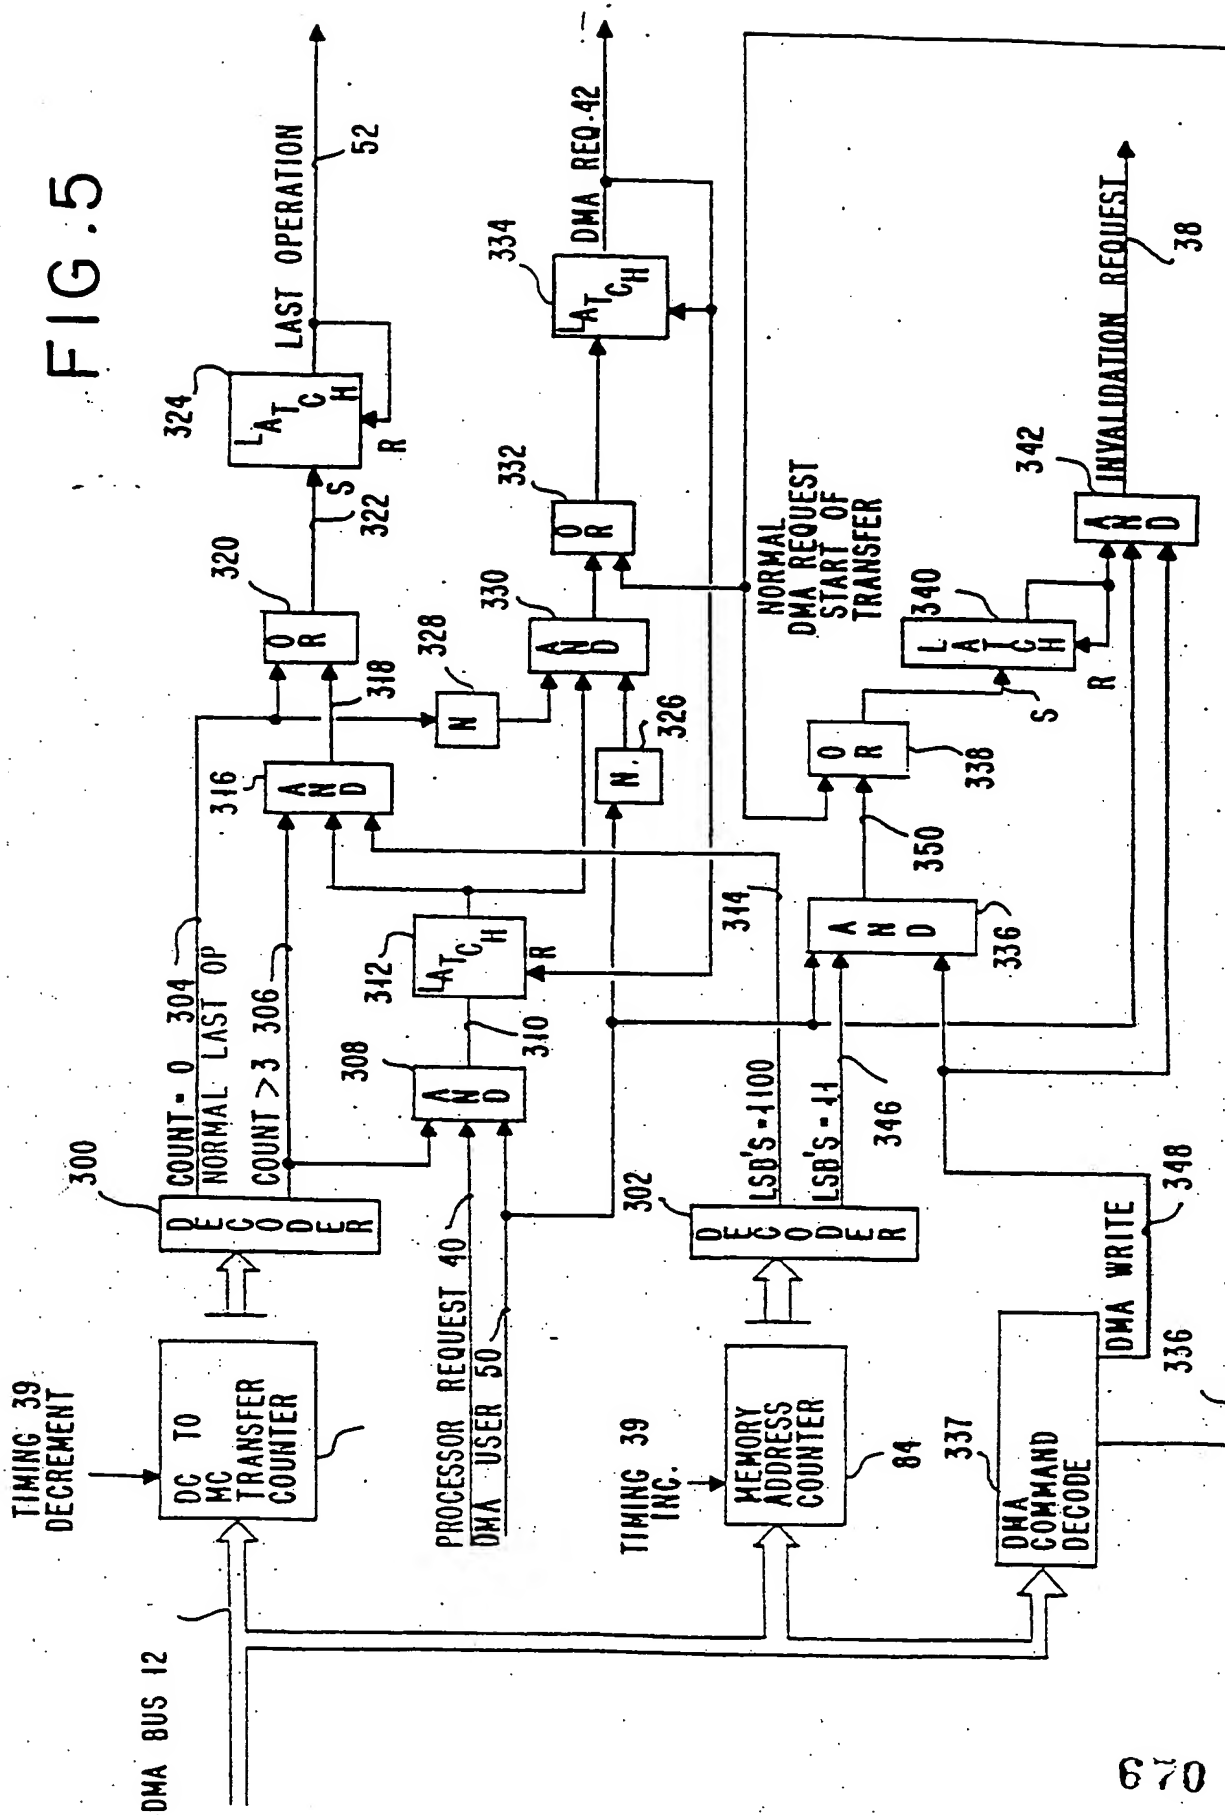 FIG.5
TIMING 39
DECREMENT
DMA BUS 12
DC TO
MC
TRANSFER
COUNTER
300
DECODER
COUNT= 0 304
NORMAL LAST OP
COUNT >3 306
PROCESSOR REQUEST 40
DMA USER 50
308
AND
310
312
LATCH
R
316
AND
318
320
OR
322
S
324
LATCH
R
LAST OPERATION
52
328
N
326
N.
330
AND
332
OR
334
LATCH
DMA REQ.42
TIMING 39
INC.
MEMORY
ADDRESS
COUNTER
84
302
DECODER
LSB'S=1100
314
LSB'S=11
346
AND
336
350
OR
338
NORMAL
DMA REQUEST
START OF
TRANSFER
340
LATCH
S
R
342
AND
INVALIDATION REQUEST
38
337
DMA
COMMAND
DECODE
DMA WRITE
348
336